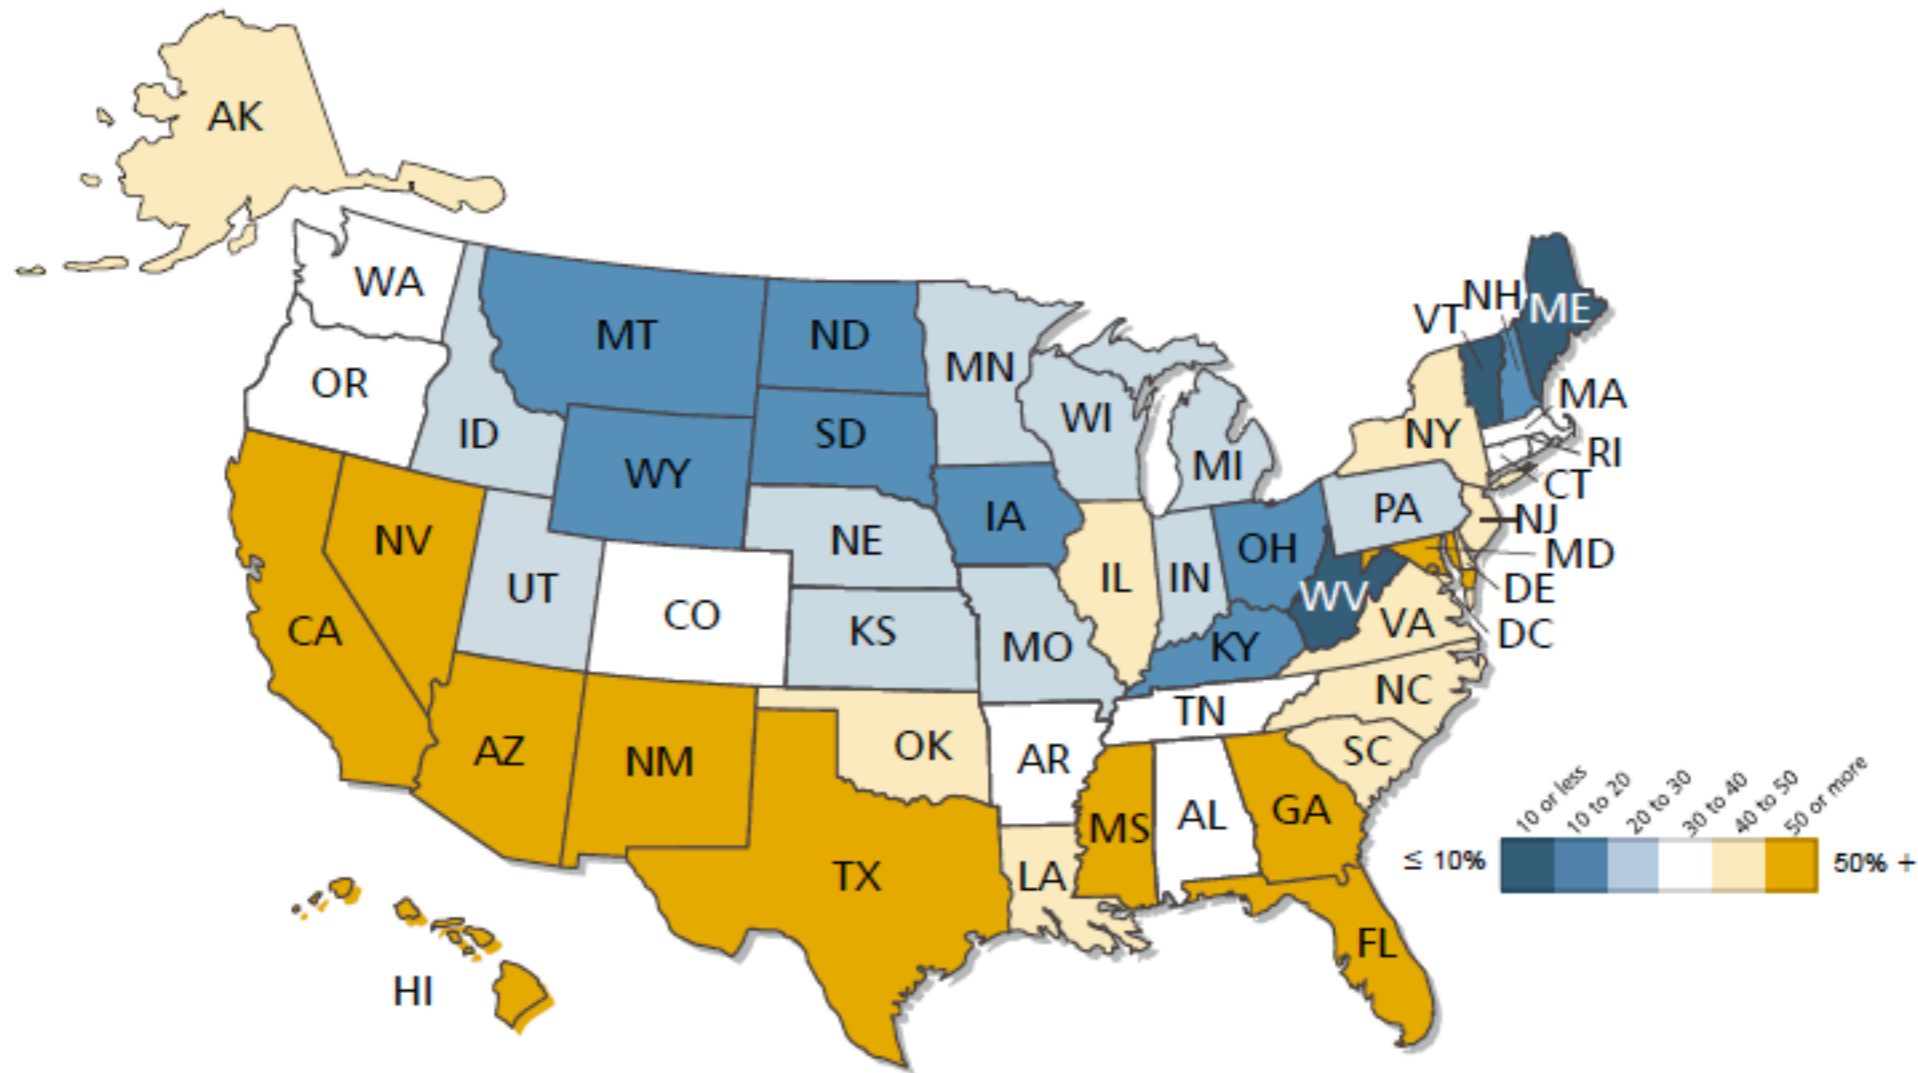 AK
WA
MT
ND
MN
VT
NH
ME
OR
ID
SD
WI
MI
NY
MA
RI
WY
IA
PA
CT
NV
NE
IL
IN
OH
NJ
MD
UT
CO
KS
MO
WV
VA
DE
DC
CA
KY
AZ
NM
OK
AR
TN
NC
SC
TX
LA
MS
AL
GA
FL
HI
10 or less
10 to 20
20 to 30
30 to 40
40 to 50
50 or more
≤ 10%
50% +